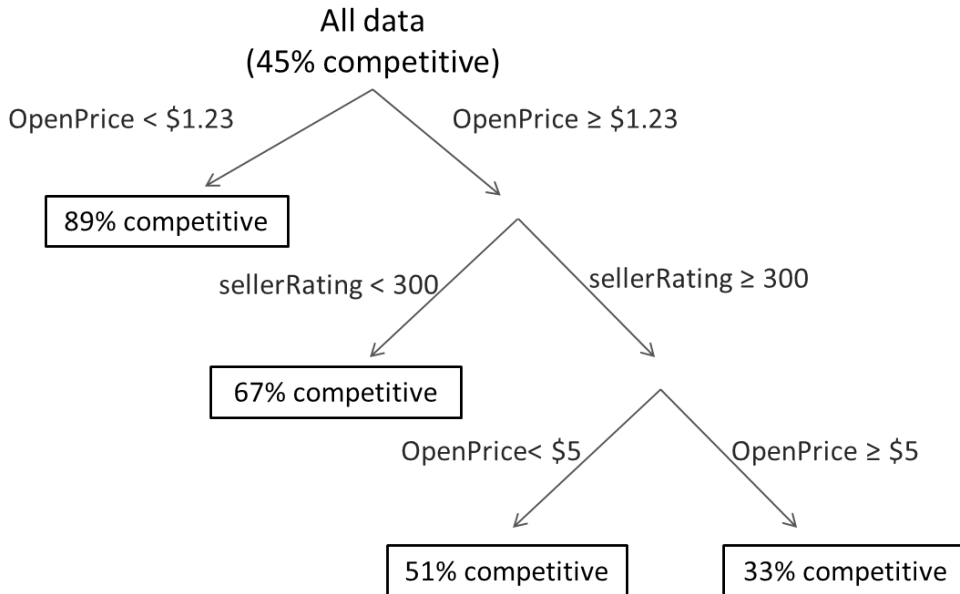 All data
(45% competitive)
OpenPrice < $1.23
OpenPrice ≥ $1.23
89% competitive
sellerRating < 300
sellerRating ≥ 300
67% competitive
OpenPrice< $5
OpenPrice ≥ $5
51% competitive
33% competitive